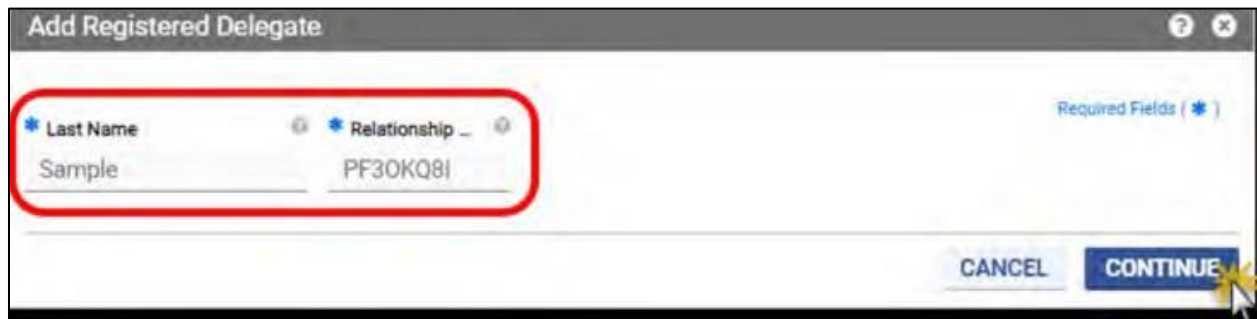 Add Registered Delegate
Required Fields ( * )
* Last Name * Relationship ...
Sample PF3OKQ8I
CANCEL CONTINUE